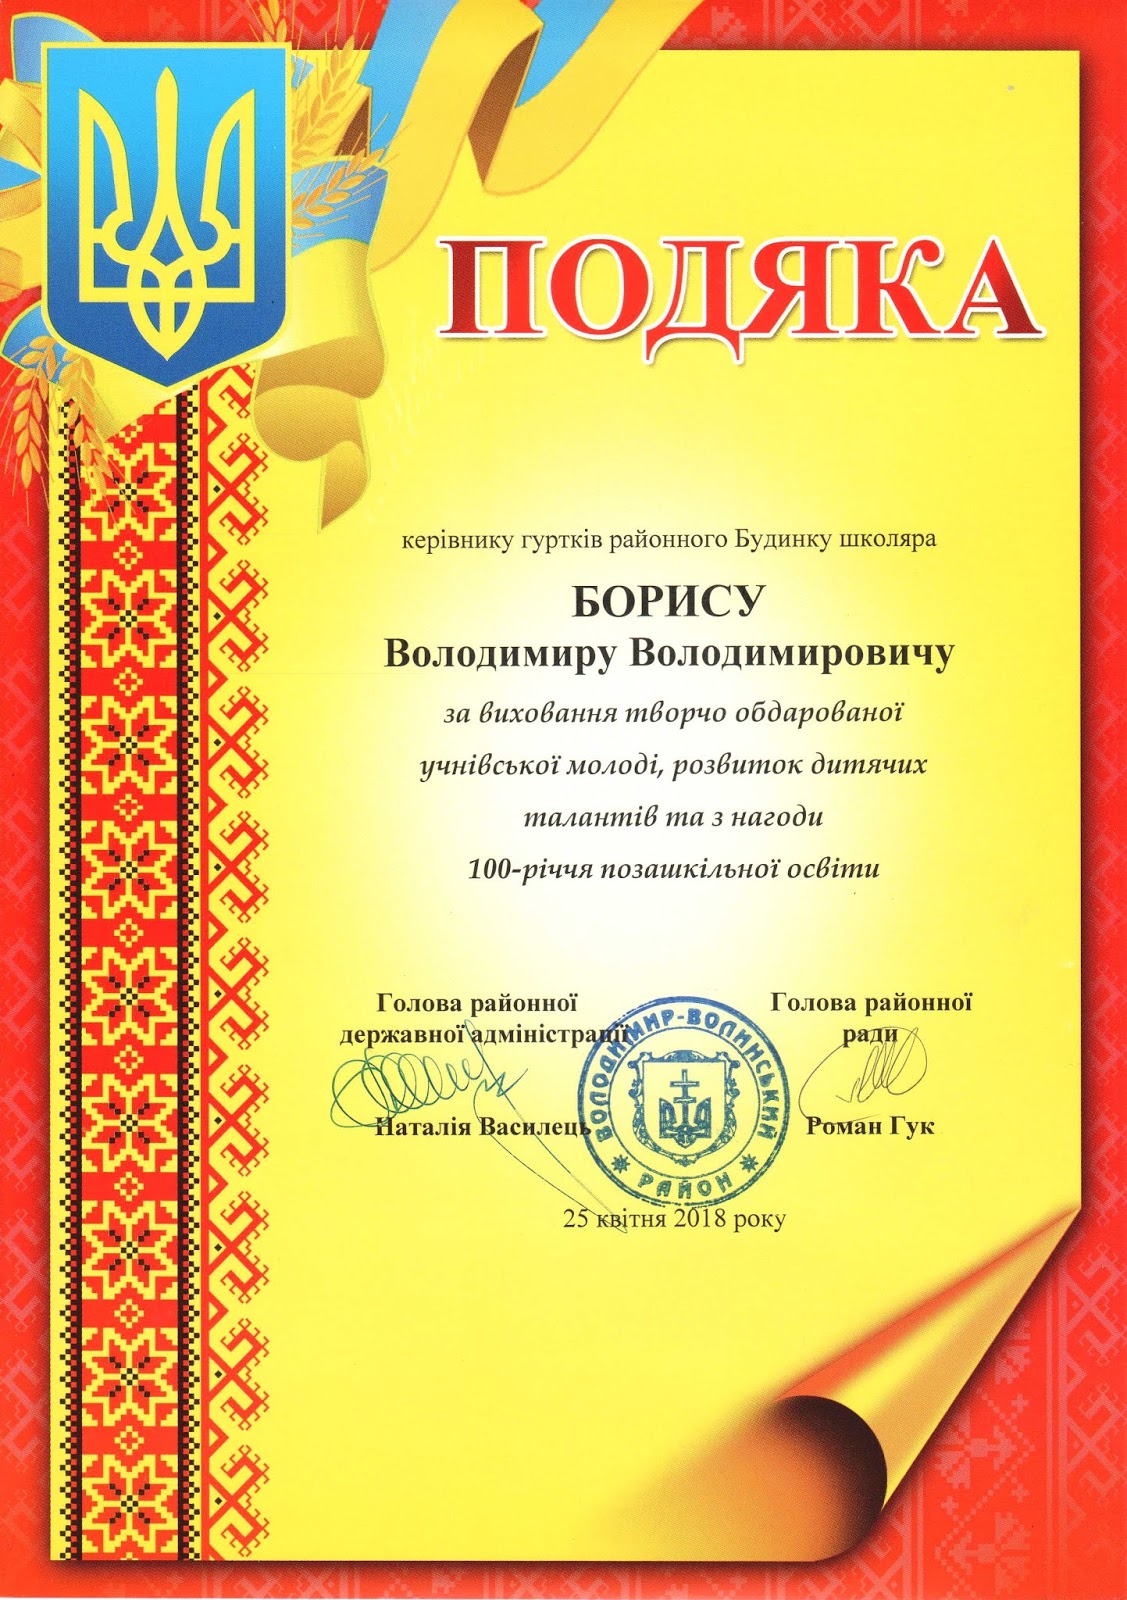 ПОДЯКА
керівнику гуртків районного Будинку школяра
БОРИСУ
Володимиру Володимировичу
за виховання творчо обдарованої
учнівської молоді, розвиток дитячих
талантів та з нагоди
100-річчя позашкільної освіти
Голова районної
державної адміністрації
Наталія Василець
Голова районної
ради
Роман Гук
ВОЛОДИМИР-ВОЛИНСЬКИЙ
РАЙОН
25 квітня 2018 року